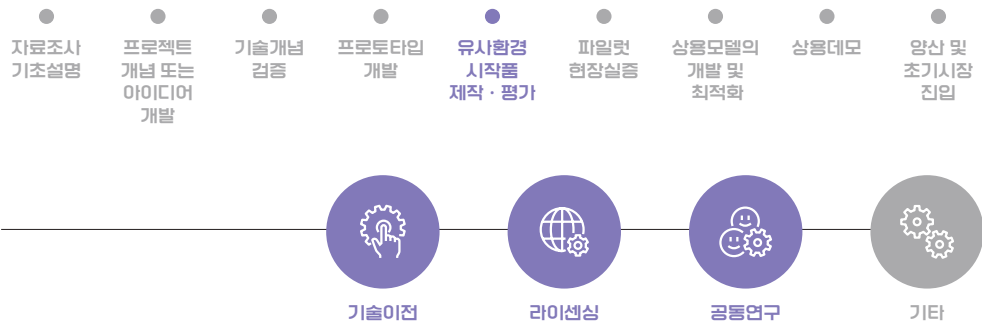 자료조사
기초설명
프로젝트
개념 또는
아이디어
개발
기술개념
검증
프로토타입
개발
유사환경
시작품
제작 · 평가
파일럿
현장실증
상용모델의
개발 및
최적화
상용데모
양산 및
초기시장
진입
기술이전
라이센싱
공동연구
기타